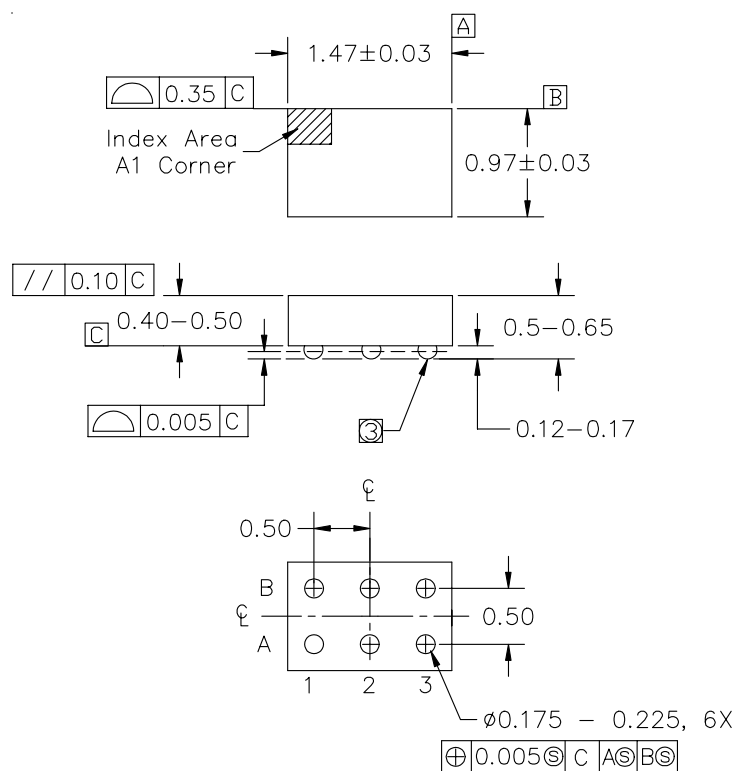 A
1.47±0.03
⌓ 0.35 C
B
Index Area
A1 Corner
0.97±0.03
// 0.10 C
C
0.40-0.50
0.5-0.65
⌓ 0.005 C
3
0.12-0.17
℄
0.50
B
℄
0.50
A
1 2 3
⌀0.175 - 0.225, 6X
⌖ 0.005Ⓢ C AⓈ BⓈ